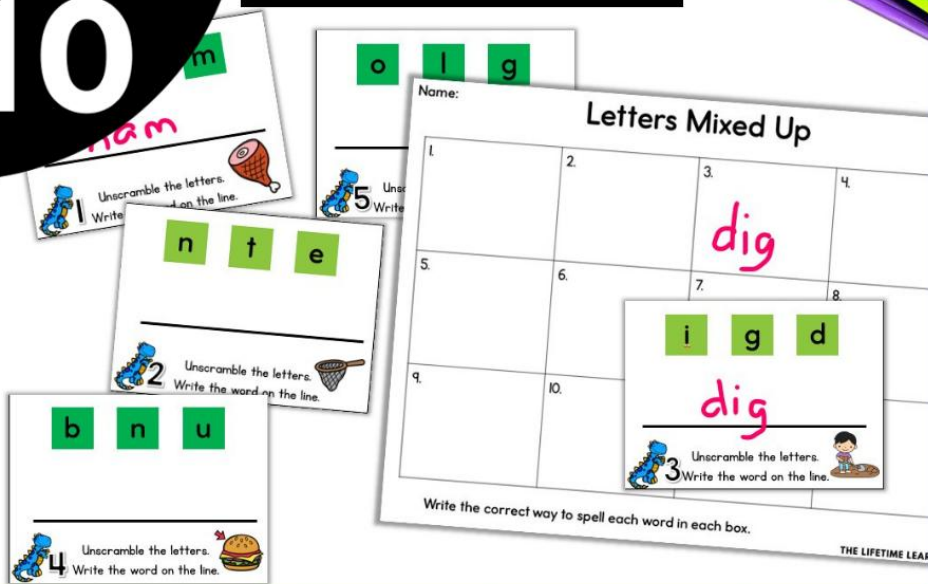 10
m
ham
1
Unscramble the letters.
Write the word on the line.
o l g
5
Write
n t e
2
Unscramble the letters.
Write the word on the line.
b n u
4
Unscramble the letters.
Write the word on the line.
Name:
Letters Mixed Up
1.
2.
3.
4.
dig
5.
6.
7.
8.
9.
10.
i g d
dig
3
Unscramble the letters.
Write the word on the line.
Write the correct way to spell each word in each box.
THE LIFETIME